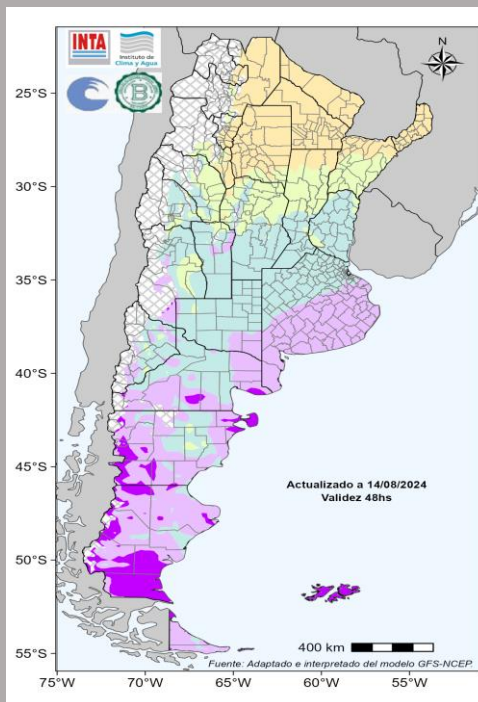 INTA
Instituto de
Clima y Agua
B
N
25°S
30°S
35°S
40°S
45°S
50°S
55°S
Actualizado a 14/08/2024
Validez 48hs
400 km
Fuente: Adaptado e interpretado del modelo GFS-NCEP.
75°W
70°W
65°W
60°W
55°W